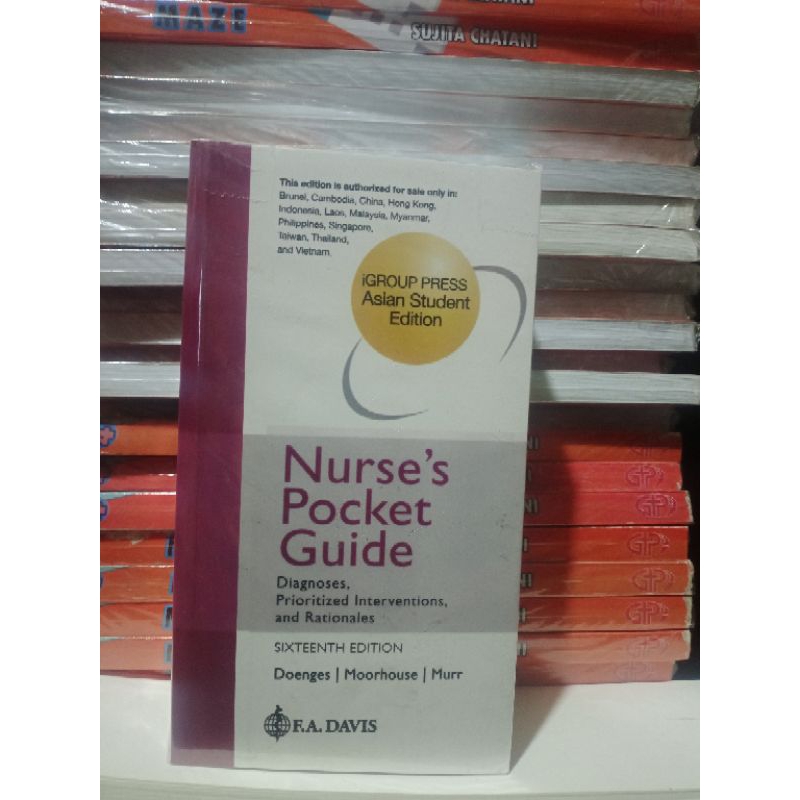 MAZE
SUJITA CHATANI
This edition is authorized for sale only in:
Brunei, Cambodia, China, Hong Kong,
Indonesia, Laos, Malaysia, Myanmar,
Philippines, Singapore,
Taiwan, Thailand,
and Vietnam.
iGROUP PRESS
Asian Student
Edition
Nurse's
Pocket
Guide
Diagnoses,
Prioritized Interventions,
and Rationales
SIXTEENTH EDITION
Doenges | Moorhouse | Murr
F.A. DAVIS